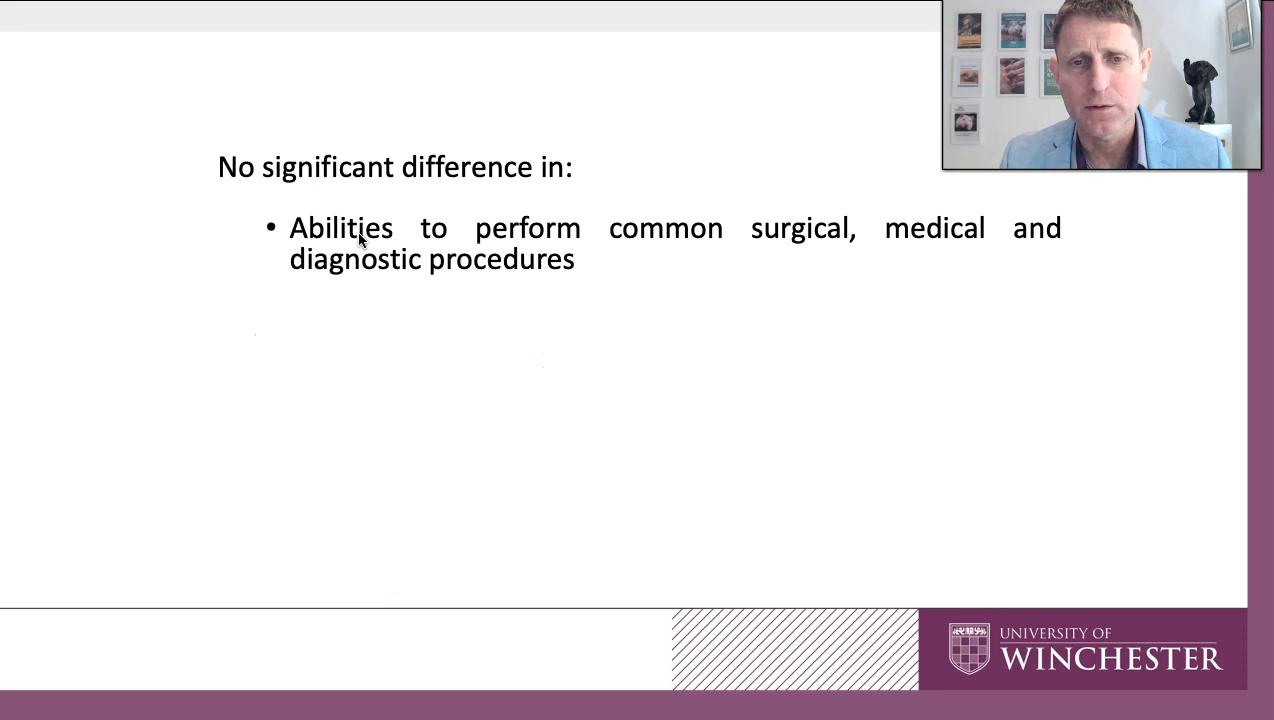 No significant difference in:
• Abilities to perform common surgical, medical and
diagnostic procedures
UNIVERSITY OF
WINCHESTER